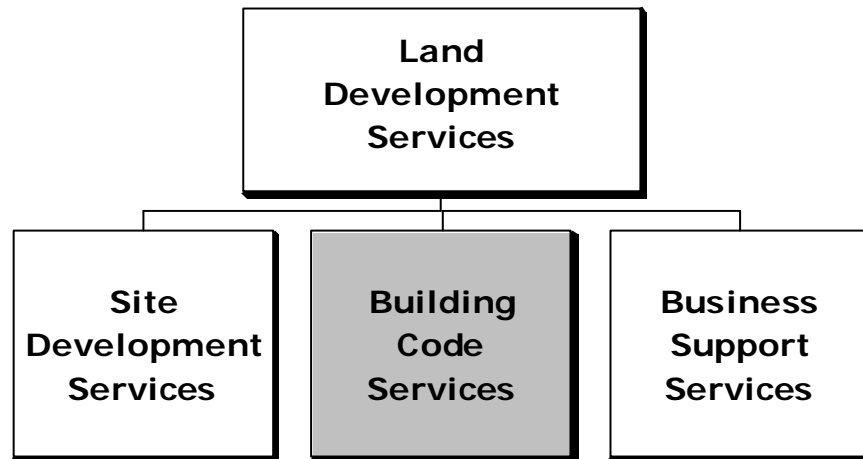 Land
Development
Services
Site
Development
Services
Building
Code
Services
Business
Support
Services